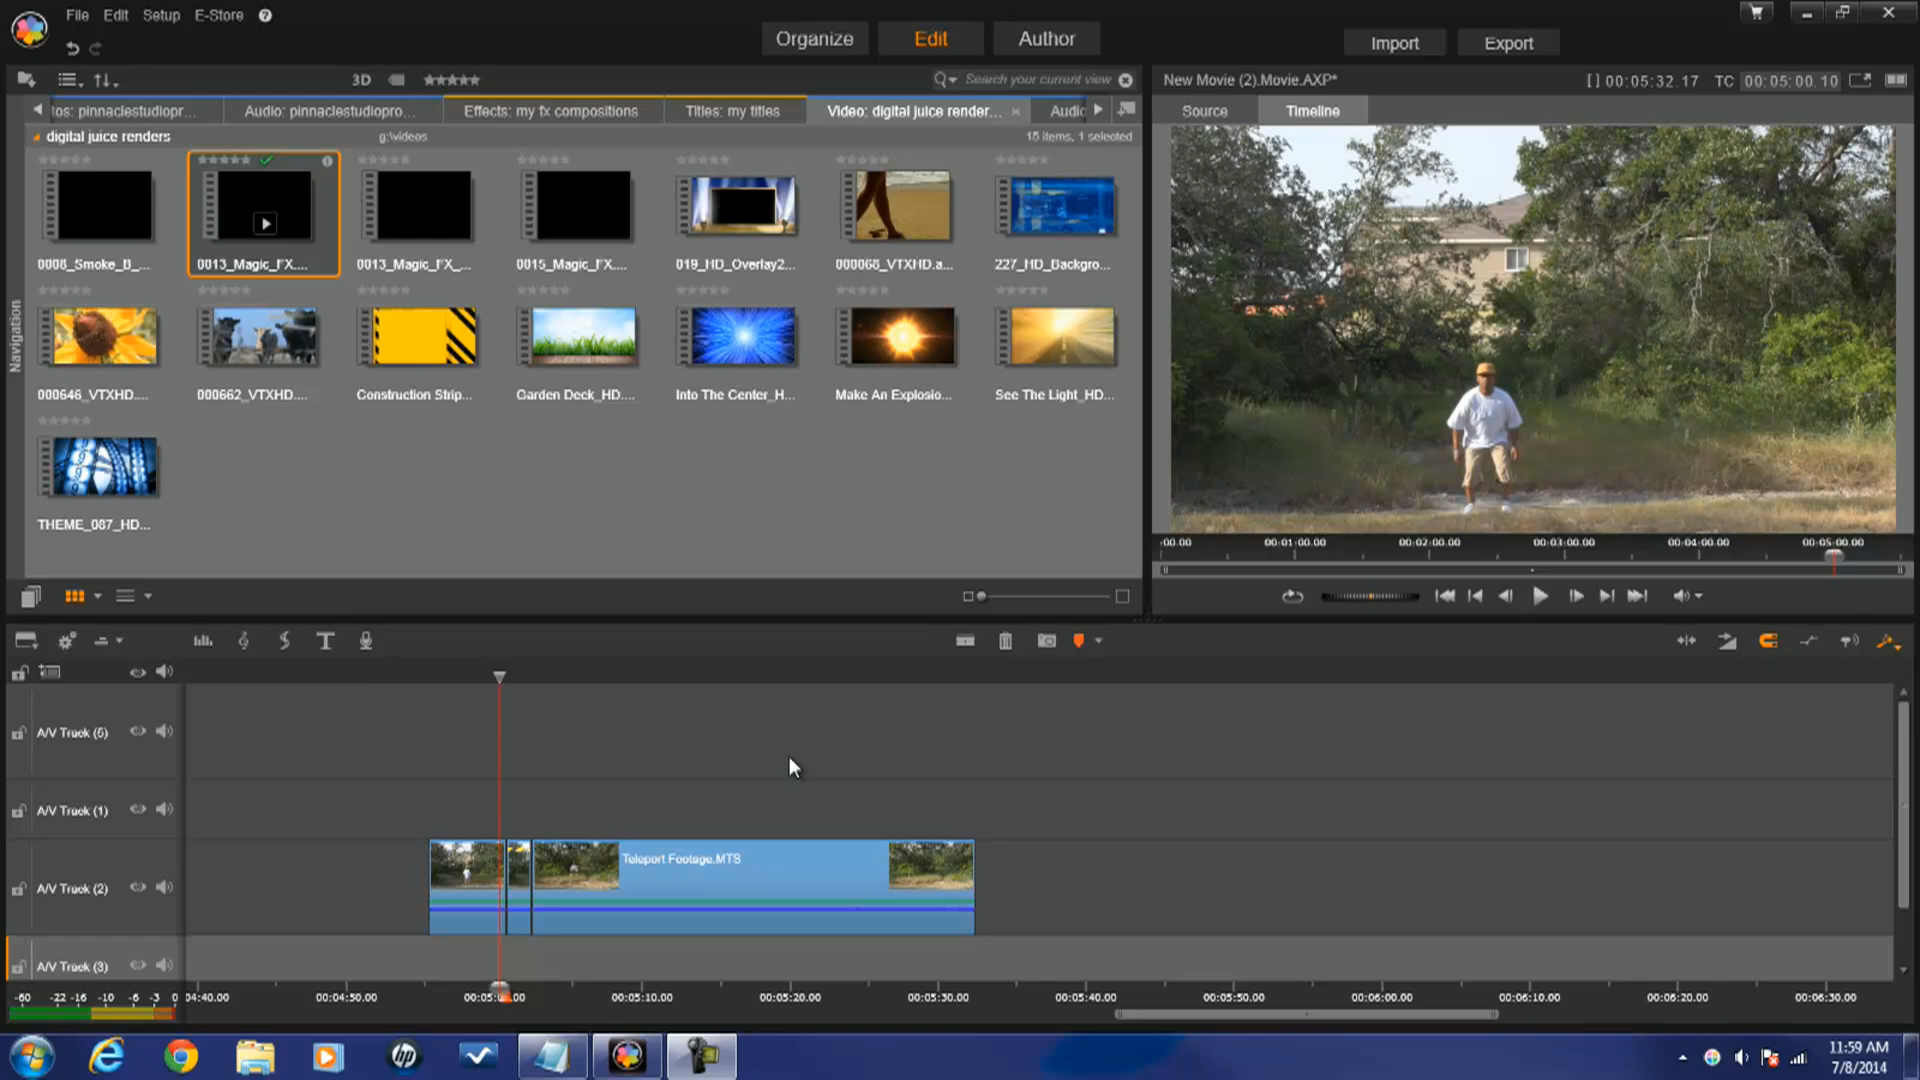 File Edit Setup E-Store ?
Organize Edit Author
Import Export
3D
Search your current view
New Movie (2).Movie.AXP*
[] 00:05:32.17 TC 00:05:00.10
tos: pinnaclestudiopr...
Audio: pinnaclestudiopro...
Effects: my fx compositions
Titles: my titles
Video: digital juice render...
Audio
Source Timeline
digital juice renders
g:\videos
15 items, 1 selected
0008_Smoke_B_...
0013_Magic_FX....
0013_Magic_FX_...
0015_Magic_FX....
019_HD_Overlay2...
000068_VTXHD.a...
227_HD_Backgro...
000646_VTXHD....
000662_VTXHD....
Construction Strip...
Garden Deck_HD....
Into The Center_H...
Make An Explosio...
See The Light_HD...
THEME_087_HD...
Navigation
:00.00 00:01:00.00 00:02:00.00 00:03:00.00 00:04:00.00 00:05:00.00
A/V Track (5)
A/V Track (1)
A/V Track (2)
Teleport Footage.MTS
A/V Track (3)
-60 -22 -16 -10 -6 -3 0
04:40.00 00:04:50.00 00:05:10.00 00:05:20.00 00:05:30.00 00:05:40.00 00:05:50.00 00:06:00.00 00:06:10.00 00:06:20.00 00:06:30.00
hp
11:59 AM
7/8/2014